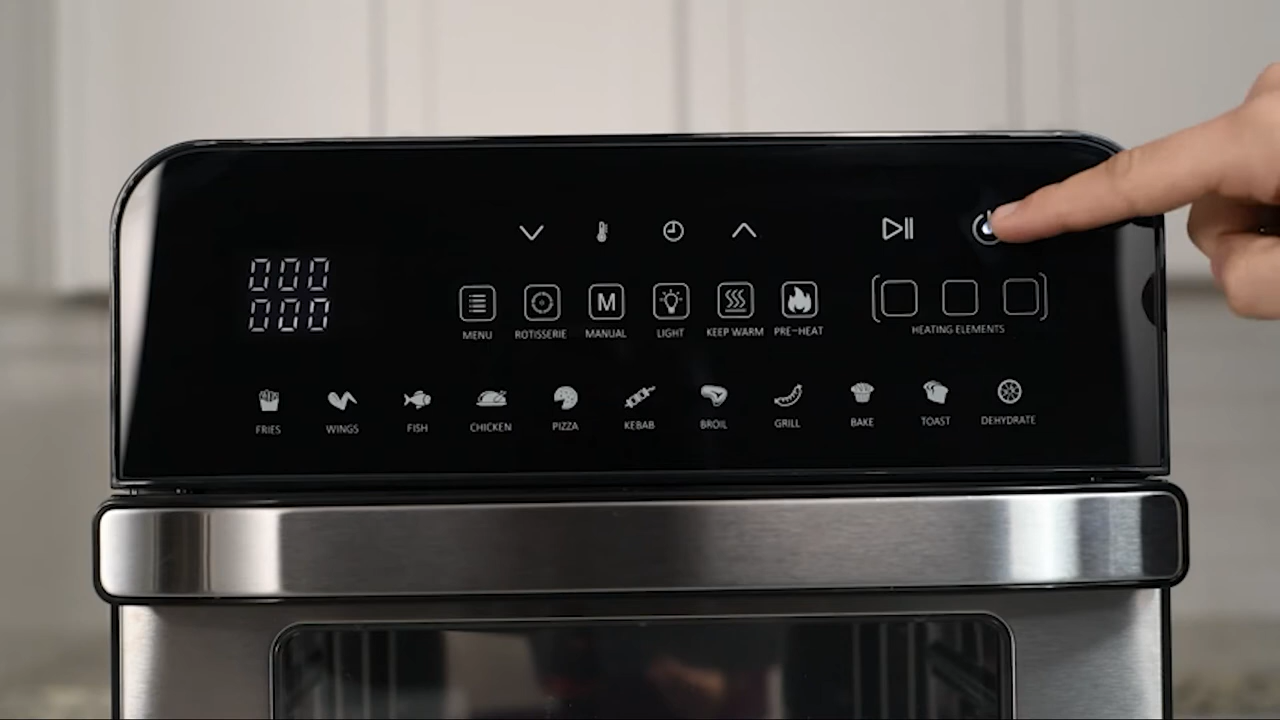 000
000
MENU ROTISSERIE M MANUAL LIGHT KEEP WARM PRE-HEAT HEATING ELEMENTS
FRIES WINGS FISH CHICKEN PIZZA KEBAB BROIL GRILL BAKE TOAST DEHYDRATE